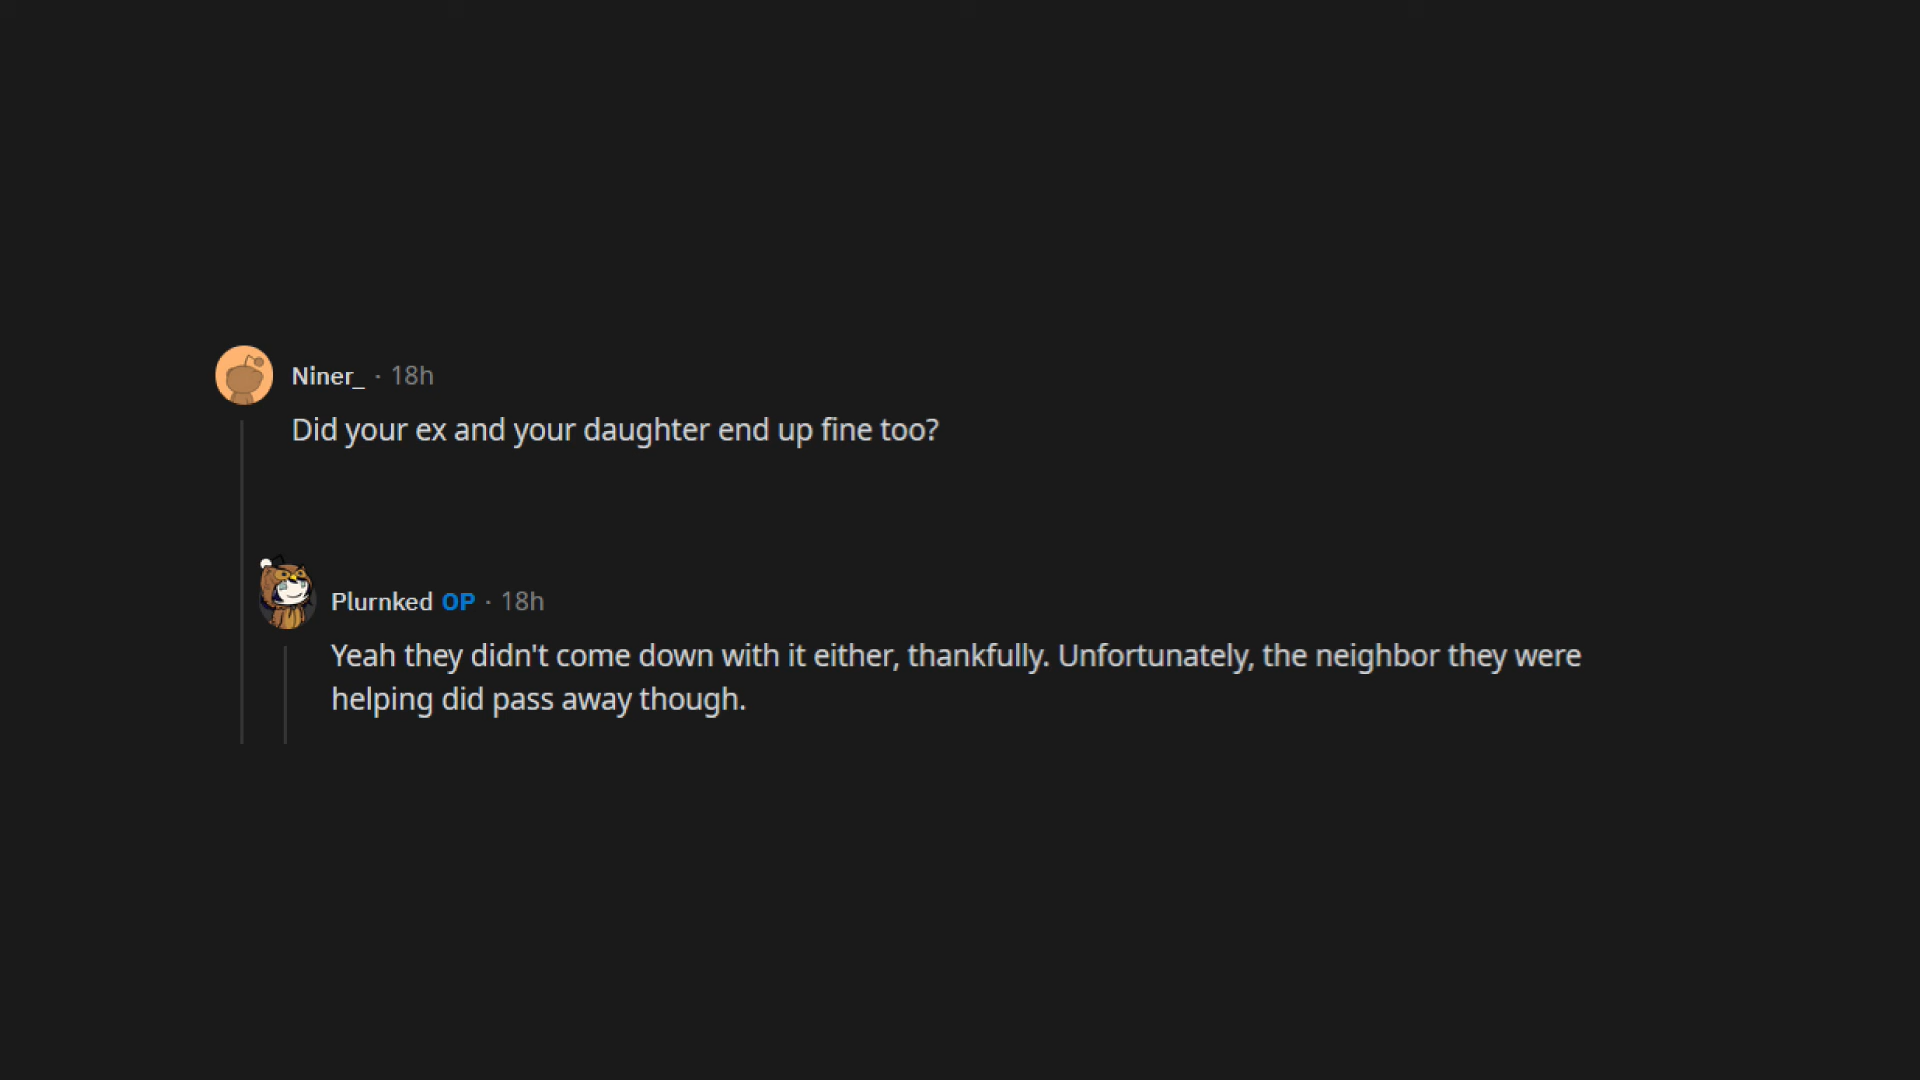 Niner_ · 18h
Did your ex and your daughter end up fine too?
Plurnked OP · 18h
Yeah they didn't come down with it either, thankfully. Unfortunately, the neighbor they were
helping did pass away though.